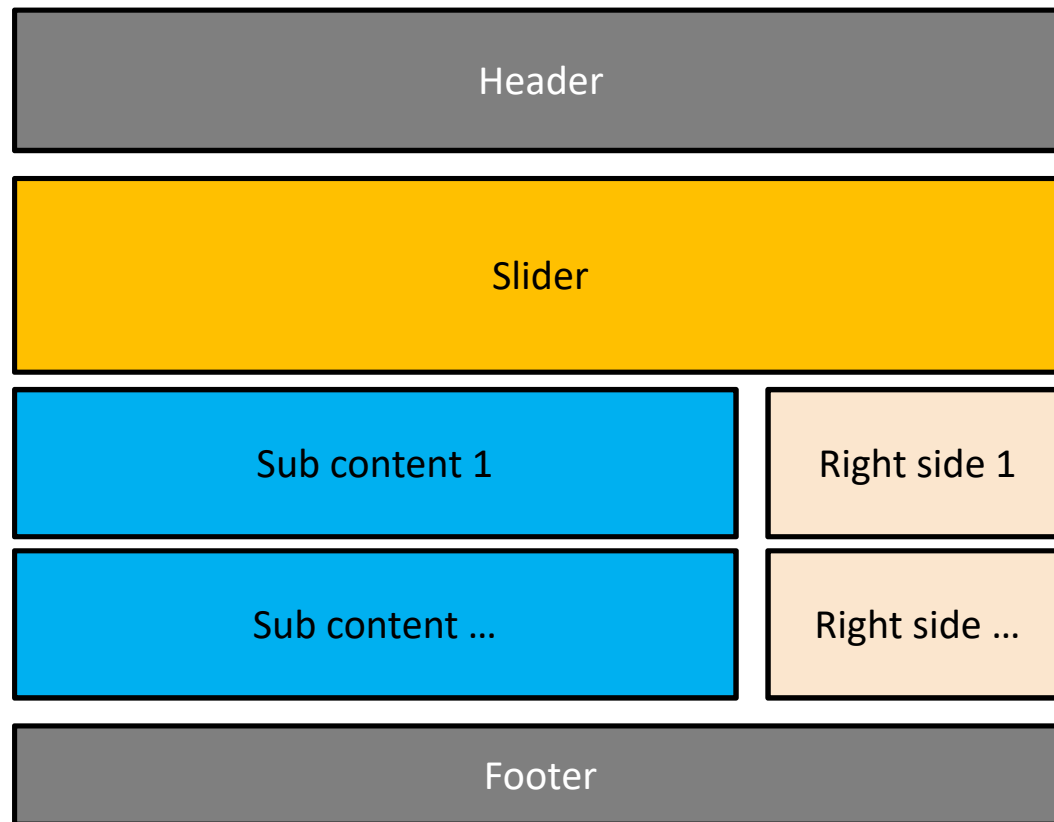 Header
Slider
Sub content 1
Right side 1
Sub content …
Right side …
Footer